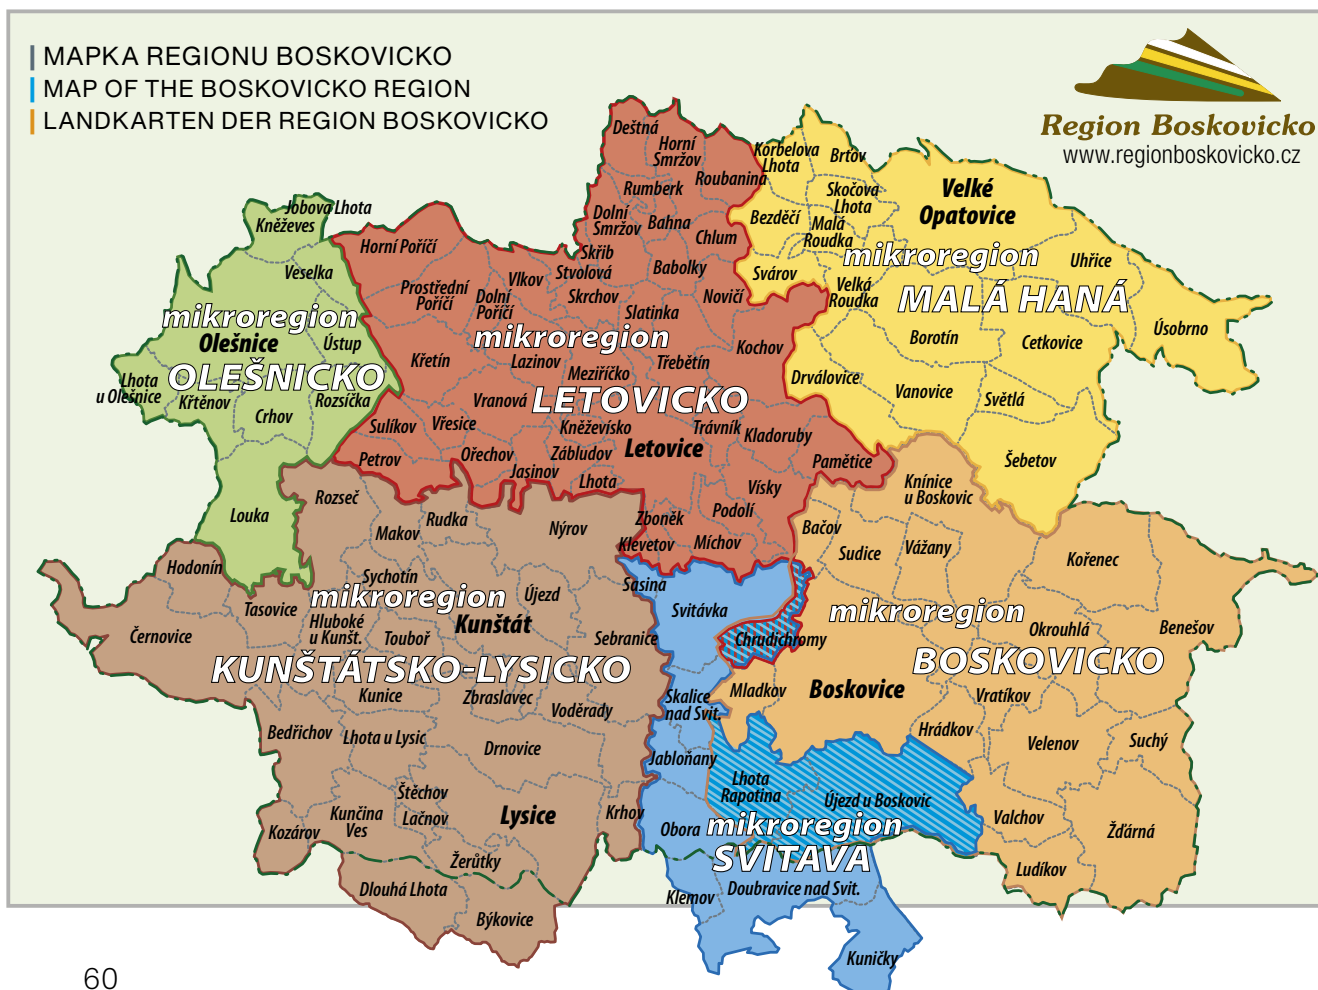 MAPKA REGIONU BOSKOVICKO
MAP OF THE BOSKOVICKO REGION
LANDKARTEN DER REGION BOSKOVICKO
Region Boskovicko
www.regionboskovicko.cz
Jobova Lhota
Kněževes
Veselka
mikroregion
Olešnice
Ústup
OLEŠNICKO
Lhota
u Olešnice
Křtěnov
Rozsíčka
Crhov
Louka
Deštná
Horní
Smržov
Roubanina
Rumberk
Dolní
Smržov
Bahna
Chlum
Horní Poříčí
Skřib
Stvolová
Babolky
Vlkov
Prostřední
Poříčí
Dolní
Poříčí
Skrchov
Novičí
Slatinka
mikroregion
Kochov
Křetín
Lazinov
Meziříčko
Třebětín
LETOVICKO
Vranová
Sulíkov
Vřesice
Kněževísko
Trávník
Kladoruby
Letovice
Petrov
Ořechov
Zábludov
Pamětice
Jasinov
Lhota
Vísky
Podolí
Zboněk
Klevetov
Míchov
Korbelova
Lhota
Brťov
Velké
Opatovice
Skočova
Lhota
Bezděčí
Malá
Roudka
mikroregion
Uhřice
Svárov
Velká
Roudka
MALÁ HANÁ
Úsobrno
Borotín
Cetkovice
Drválovice
Vanovice
Světlá
Šebetov
Rozseč
Rudka
Makov
Nýrov
Hodonín
Sychotín
Tasovice
mikroregion
Újezd
Hluboké
u Kunšt.
Kunštát
Černovice
Touboř
Sebranice
KUNŠTÁTSKO-LYSICKO
Kunice
Zbraslavec
Voděrady
Bedřichov
Lhota u Lysic
Drnovice
Štěchov
Kunčina
Ves
Lačnov
Lysice
Krhov
Kozárov
Žerůtky
Dlouhá Lhota
Býkovice
Knínice
u Boskovic
Bačov
Sudice
Vážany
Kořenec
mikroregion
Okrouhlá
Benešov
BOSKOVICKO
Mladkov
Boskovice
Vratíkov
Hrádkov
Velenov
Suchý
Valchov
Žďárná
Ludíkov
Sasina
Svitávka
Chrudichromy
Skalice
nad Svit.
Jabloňany
Lhota
Rapotina
Újezd u Boskovic
Obora
mikroregion
SVITAVA
Klemov
Doubravice nad Svit.
Kuničky
60